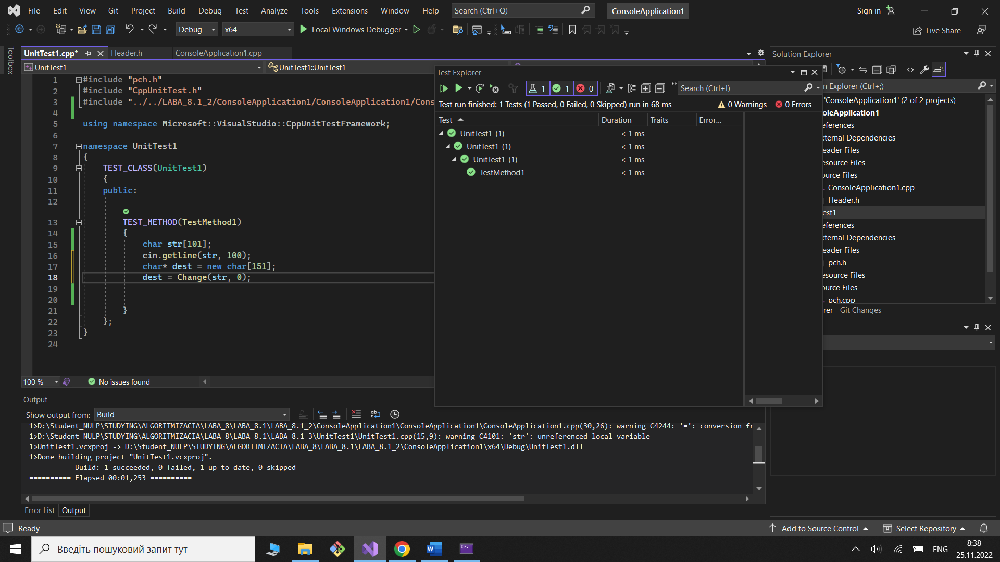 File Edit View Git Project Build Debug Test Analyze Tools Extensions Window Help Search (Ctrl+Q) ConsoleApplication1 Sign in
Debug x64 Local Windows Debugger Live Share
Toolbox
UnitTest1.cpp* Header.h ConsoleApplication1.cpp
UnitTest1 UnitTest1::UnitTest1
1 #include "pch.h"
2 #include "CppUnitTest.h"
3 #include "../../LABA_8.1_2/ConsoleApplication1/ConsoleApplication1/Cons
4
5 using namespace Microsoft::VisualStudio::CppUnitTestFramework;
6
7 namespace UnitTest1
8 {
9 TEST_CLASS(UnitTest1)
10 {
11 public:
12
13 TEST_METHOD(TestMethod1)
14 {
15 char str[101];
16 cin.getline(str, 100);
17 char* dest = new char[151];
18 dest = Change(str, 0);
19
20
21 }
22 };
23 }
24
100 % No issues found
Test Explorer
1 1 0 Search (Ctrl+I)
Test run finished: 1 Tests (1 Passed, 0 Failed, 0 Skipped) run in 68 ms 0 Warnings 0 Errors
Test Duration Traits Error...
UnitTest1 (1) < 1 ms
UnitTest1 (1) < 1 ms
UnitTest1 (1) < 1 ms
TestMethod1 < 1 ms
Solution Explorer
n Explorer (Ctrl+;)
'ConsoleApplication1' (2 of 2 projects)
oleApplication1
eferences
xternal Dependencies
eader Files
esource Files
ource Files
ConsoleApplication1.cpp
Header.h
est1
eferences
xternal Dependencies
eader Files
pch.h
esource Files
ource Files
pch.cpp
rer Git Changes
Output
Show output from: Build
1>D:\Student_NULP\STUDYING\ALGORITMIZACIA\LABA_8\LABA_8.1\LABA_8.1_2\ConsoleApplication1\ConsoleApplication1\ConsoleApplication1.cpp(30,26): warning C4244: '=': conversion fr
1>D:\Student_NULP\STUDYING\ALGORITMIZACIA\LABA_8\LABA_8.1\LABA_8.1_3\UnitTest1\UnitTest1.cpp(15,9): warning C4101: 'str': unreferenced local variable
1>UnitTest1.vcxproj -> D:\Student_NULP\STUDYING\ALGORITMIZACIA\LABA_8\LABA_8.1\LABA_8.1_2\ConsoleApplication1\x64\Debug\UnitTest1.dll
1>Done building project "UnitTest1.vcxproj".
========== Build: 1 succeeded, 0 failed, 1 up-to-date, 0 skipped ==========
========== Elapsed 00:01,253 ==========
Error List Output
Ready Add to Source Control Select Repository
Введіть пошуковий запит тут
ENG
8:38
25.11.2022